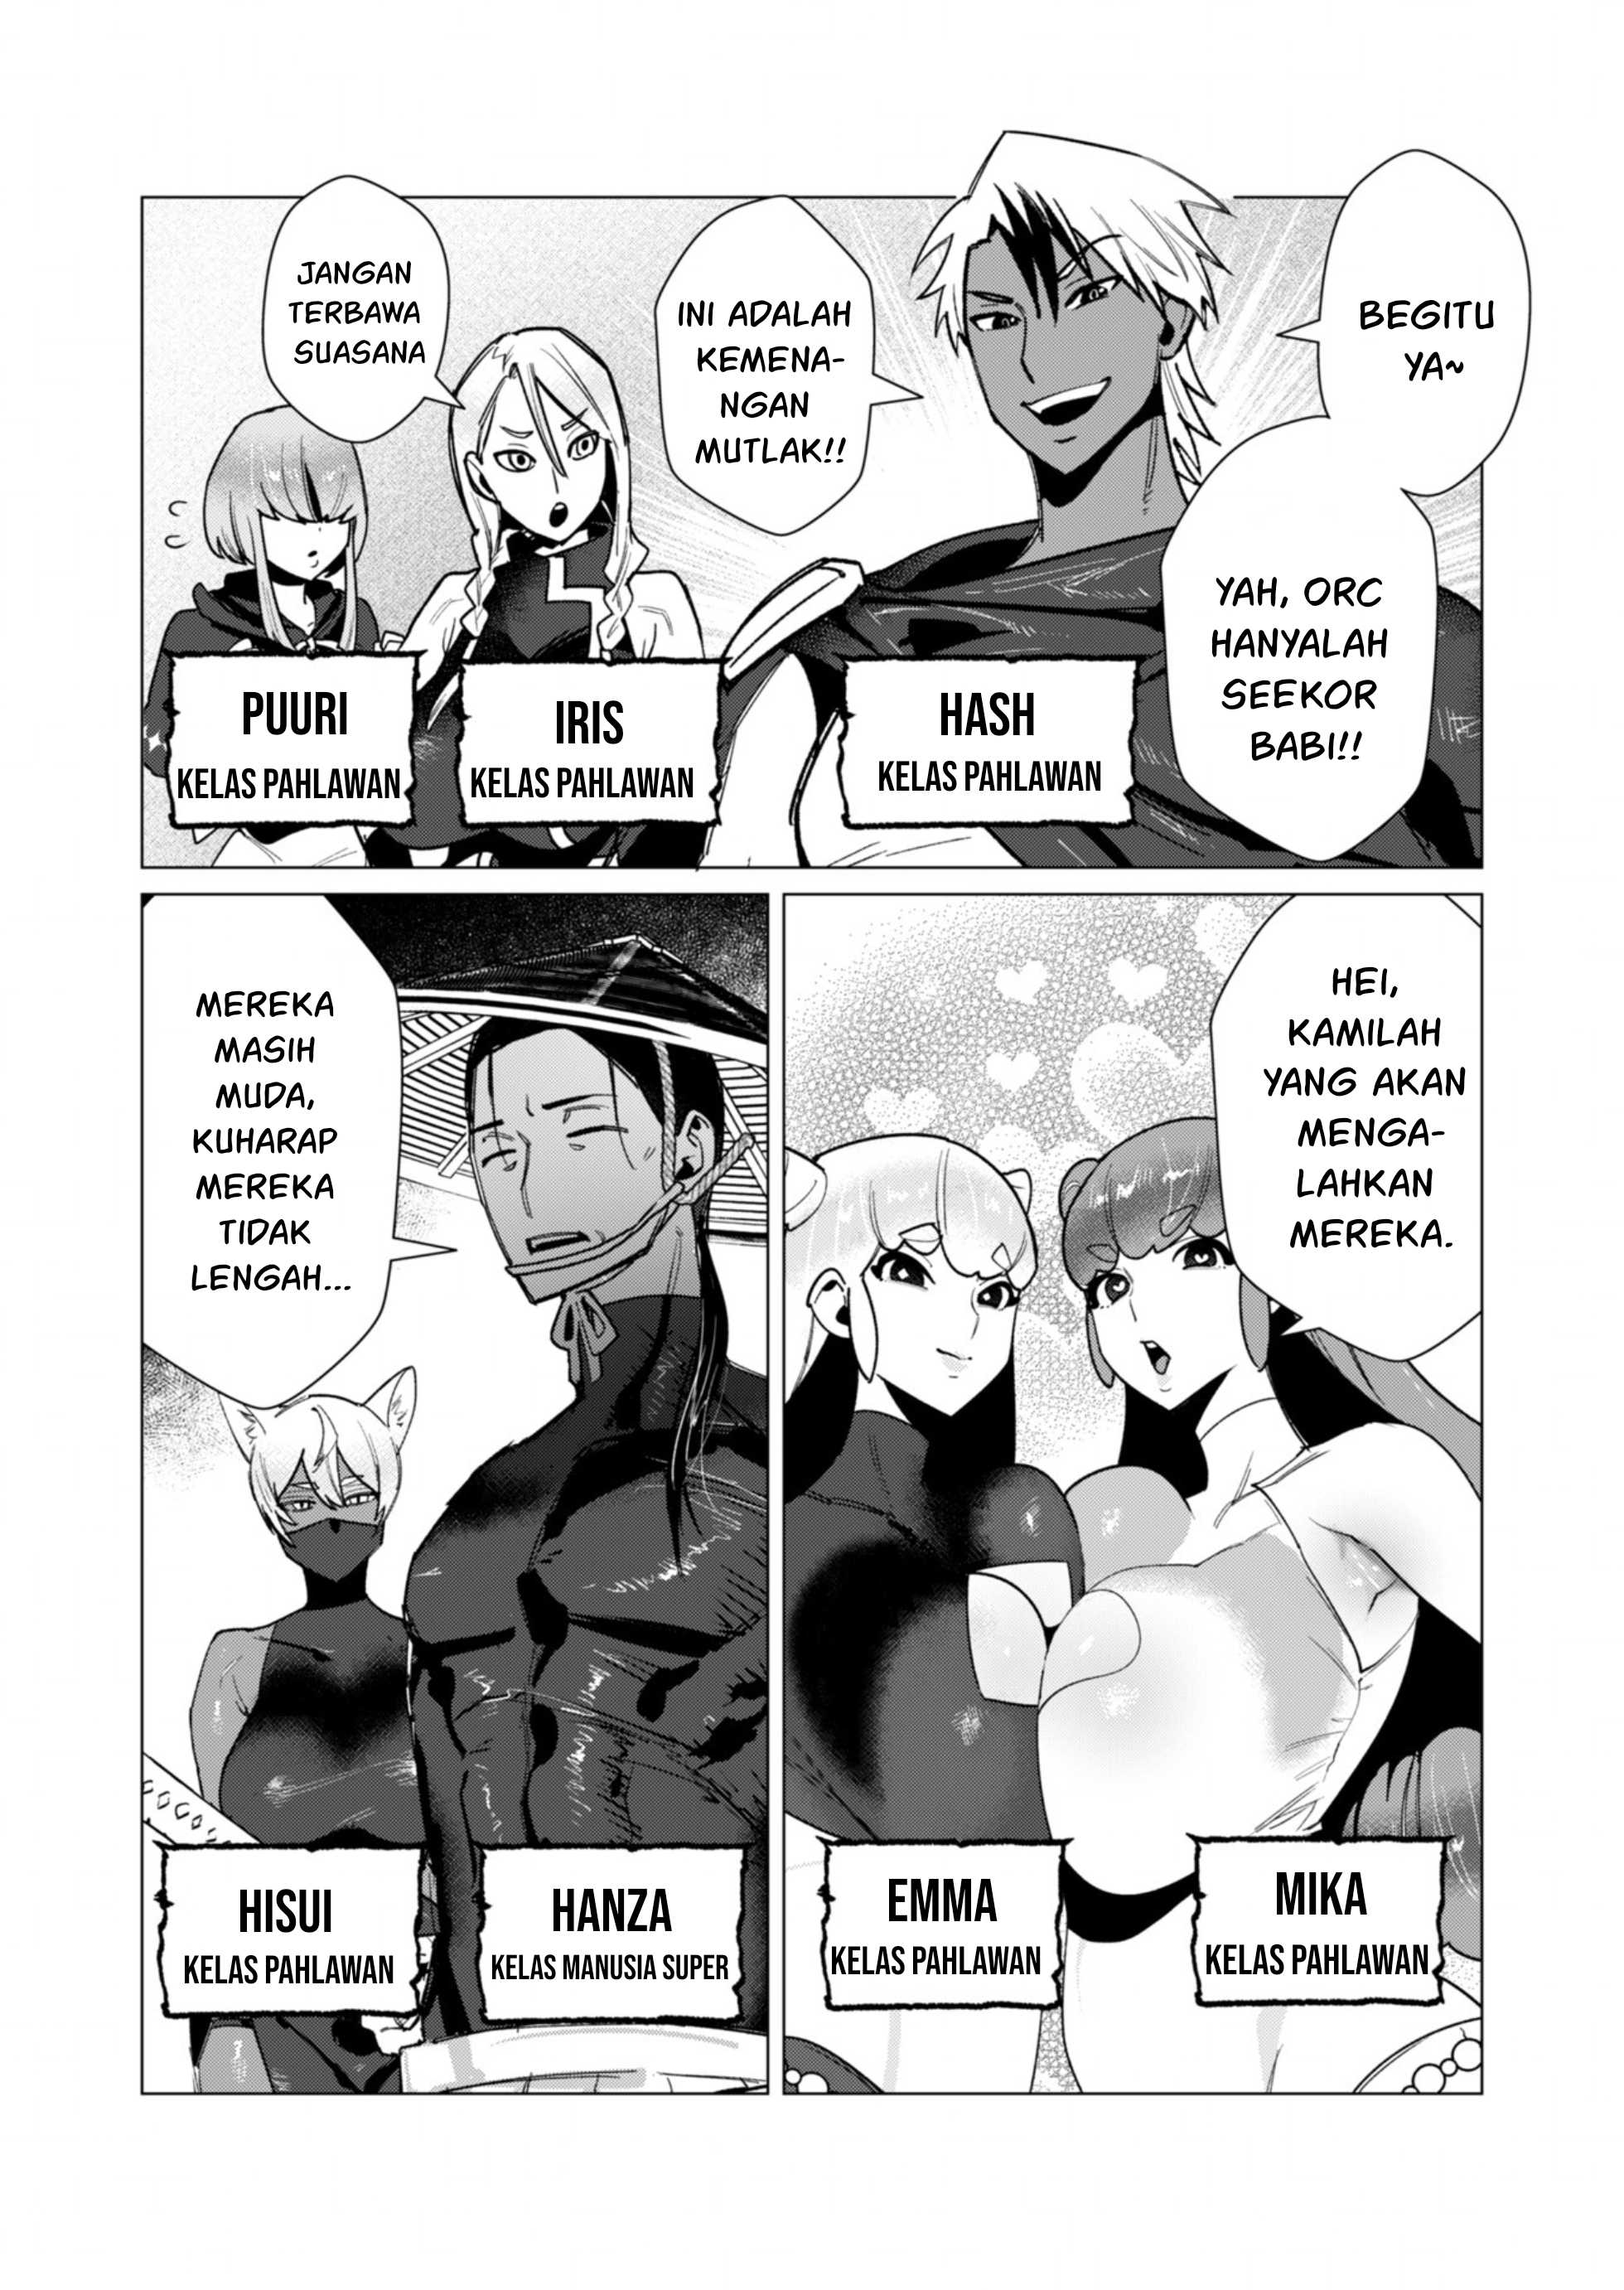 BEGITU
YA~
YAH, ORC
HANYALAH
SEEKOR
BABI!!
INI ADALAH
KEMENA-
NGAN
MUTLAK!!
JANGAN
TERBAWA
SUASANA
HASH
KELAS PAHLAWAN
IRIS
KELAS PAHLAWAN
PUURI
KELAS PAHLAWAN
HEI,
KAMILAH
YANG AKAN
MENGA-
LAHKAN
MEREKA.
MIKA
KELAS PAHLAWAN
EMMA
KELAS PAHLAWAN
MEREKA
MASIH
MUDA,
KUHARAP
MEREKA
TIDAK
LENGAH...
HANZA
KELAS MANUSIA SUPER
HISUI
KELAS PAHLAWAN